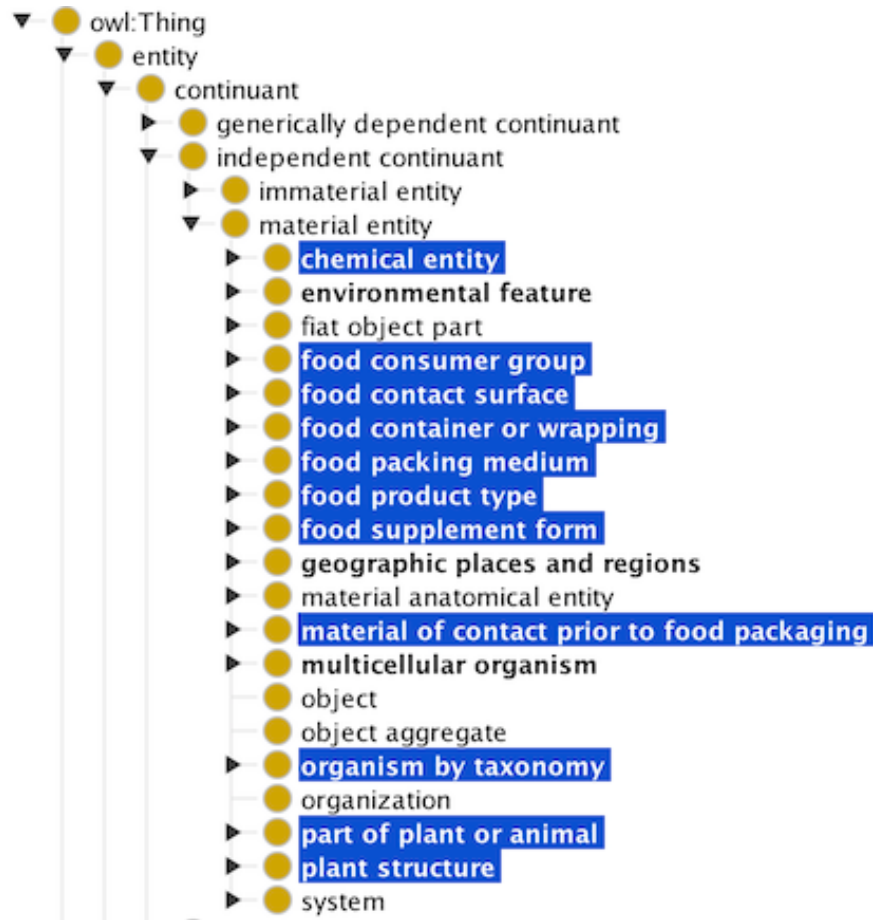 owl:Thing
entity
continuant
generically dependent continuant
independent continuant
immaterial entity
material entity
chemical entity
environmental feature
fiat object part
food consumer group
food contact surface
food container or wrapping
food packing medium
food product type
food supplement form
geographic places and regions
material anatomical entity
material of contact prior to food packaging
multicellular organism
object
object aggregate
organism by taxonomy
organization
part of plant or animal
plant structure
system